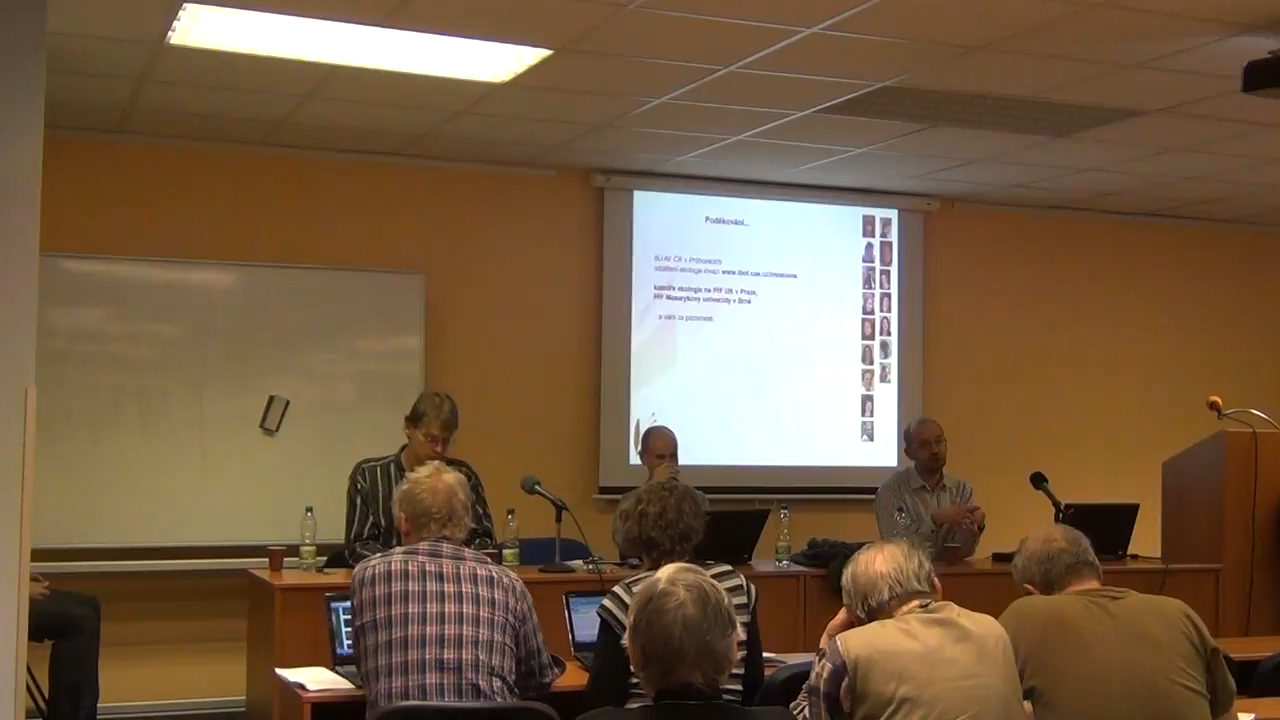 Poděkování...
BÚ AV ČR v Průhonicích
oddělení ekologie invazí www.ibot.cas.cz/invasions
katedře ekologie na PřF UK v Praze,
PřF Masarykovy univerzity v Brně
a vám za pozornost